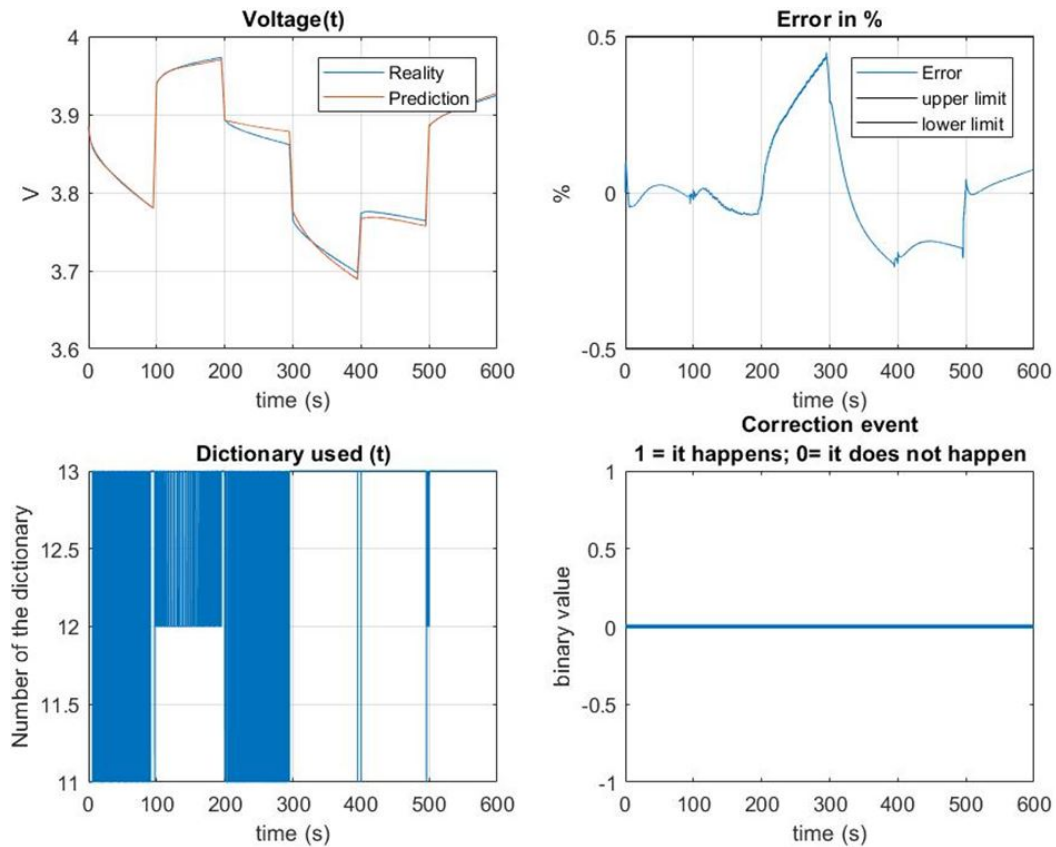 Voltage(t)
4
3.9
3.8
3.7
3.6
V
Reality
Prediction
0 100 200 300 400 500 600
time (s)
Error in %
0.5
0
-0.5
%
Error
upper limit
lower limit
0 100 200 300 400 500 600
time (s)
Dictionary used (t)
13
12.5
12
11.5
11
Number of the dictionary
0 100 200 300 400 500 600
time (s)
Correction event
1 = it happens; 0= it does not happen
1
0.5
0
-0.5
-1
binary value
0 100 200 300 400 500 600
time (s)